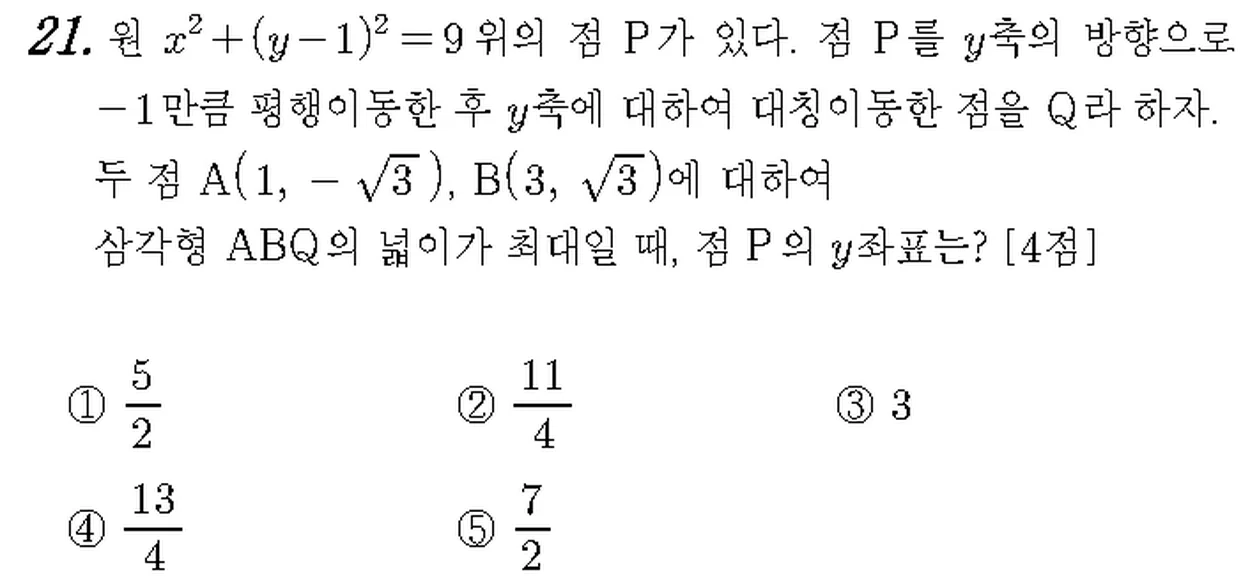 21. 원 x²+(y−1)²=9 위의 점 P가 있다. 점 P를 y축의 방향으로
−1만큼 평행이동한 후 y축에 대하여 대칭이동한 점을 Q라 하자.
두 점 A(1, −√3), B(3, √3)에 대하여
삼각형 ABQ의 넓이가 최대일 때, 점 P의 y좌표는? [4점]
① 5/2 ② 11/4 ③ 3
④ 13/4 ⑤ 7/2